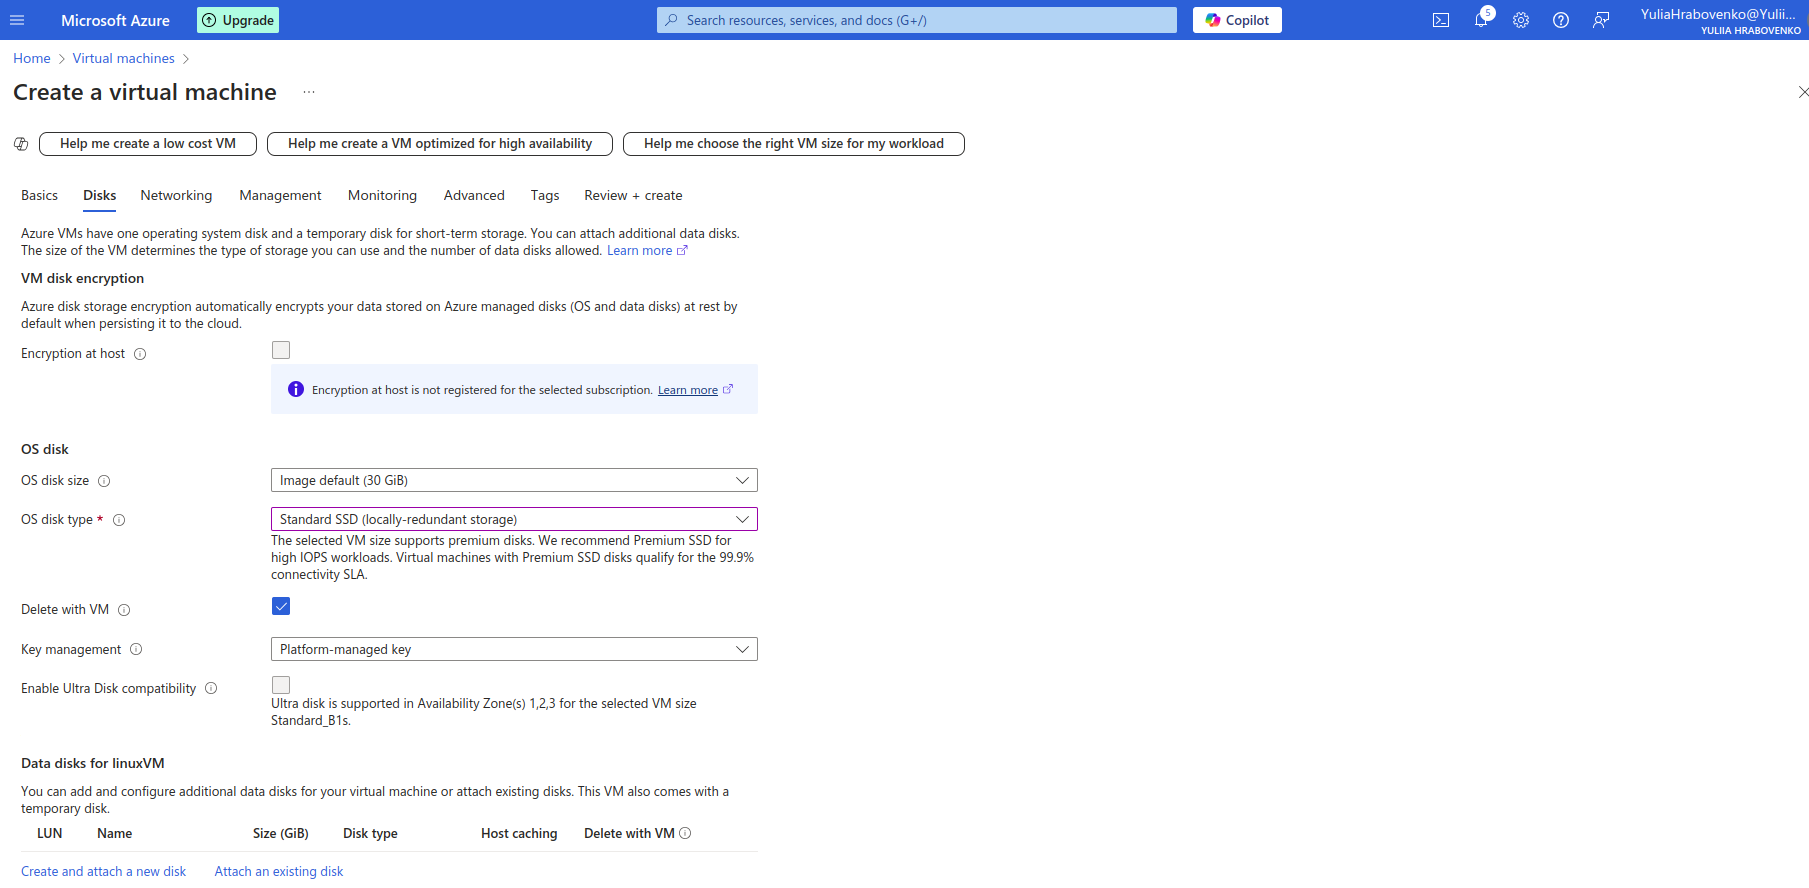 Microsoft Azure
Upgrade
Search resources, services, and docs (G+/)
Copilot
5
YuliaHrabovenko@Yulii...
YULIIA HRABOVENKO
Home > Virtual machines >
Create a virtual machine ...
Help me create a low cost VM
Help me create a VM optimized for high availability
Help me choose the right VM size for my workload
Basics Disks Networking Management Monitoring Advanced Tags Review + create
Azure VMs have one operating system disk and a temporary disk for short-term storage. You can attach additional data disks.
The size of the VM determines the type of storage you can use and the number of data disks allowed. Learn more
VM disk encryption
Azure disk storage encryption automatically encrypts your data stored on Azure managed disks (OS and data disks) at rest by
default when persisting it to the cloud.
Encryption at host
Encryption at host is not registered for the selected subscription. Learn more
OS disk
OS disk size
Image default (30 GiB)
OS disk type *
Standard SSD (locally-redundant storage)
The selected VM size supports premium disks. We recommend Premium SSD for
high IOPS workloads. Virtual machines with Premium SSD disks qualify for the 99.9%
connectivity SLA.
Delete with VM
Key management
Platform-managed key
Enable Ultra Disk compatibility
Ultra disk is supported in Availability Zone(s) 1,2,3 for the selected VM size
Standard_B1s.
Data disks for linuxVM
You can add and configure additional data disks for your virtual machine or attach existing disks. This VM also comes with a
temporary disk.
LUN Name Size (GiB) Disk type Host caching Delete with VM
Create and attach a new disk Attach an existing disk